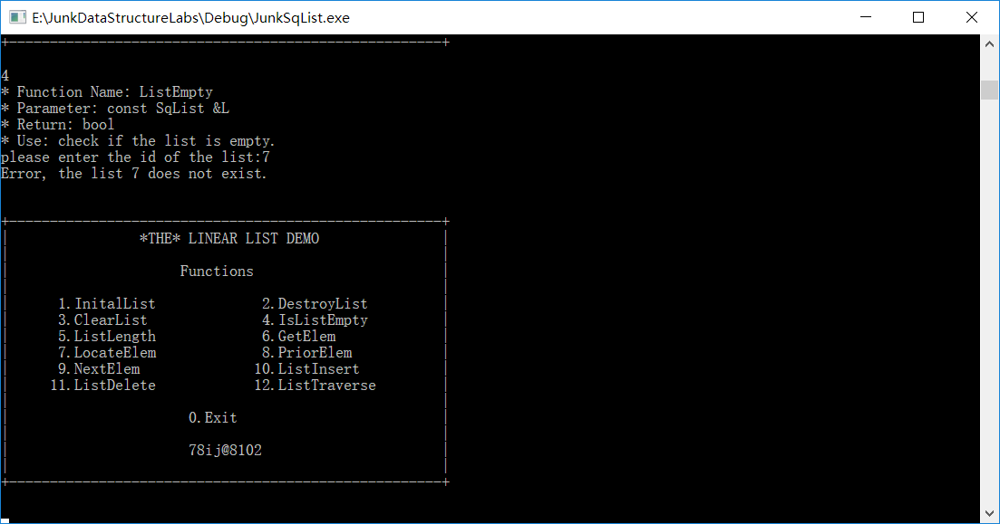 E:\JunkDataStructureLabs\Debug\JunkSqList.exe
+-----------------------------------------------------+
4
* Function Name: ListEmpty
* Parameter: const SqList &L
* Return: bool
* Use: check if the list is empty.
please enter the id of the list:7
Error, the list 7 does not exist.
+-----------------------------------------------------+
| *THE* LINEAR LIST DEMO |
| |
| Functions |
| |
| 1.InitalList 2.DestroyList |
| 3.ClearList 4.IsListEmpty |
| 5.ListLength 6.GetElem |
| 7.LocateElem 8.PriorElem |
| 9.NextElem 10.ListInsert |
| 11.ListDelete 12.ListTraverse |
| |
| 0.Exit |
| |
| 78ij@8102 |
| |
+-----------------------------------------------------+